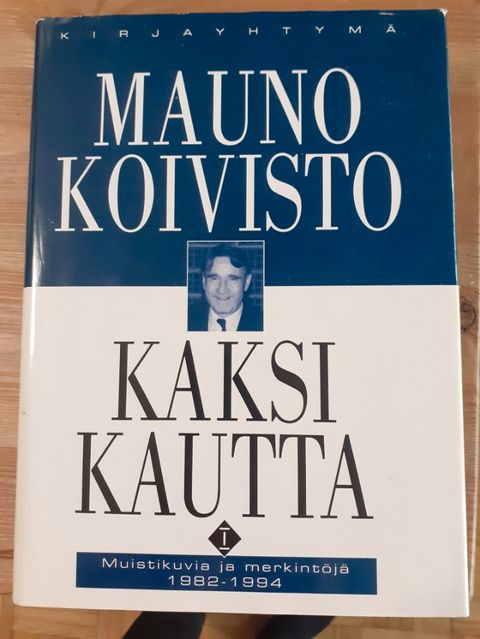 KIRJAYHTYMÄ
MAUNO
KOIVISTO
KAKSI
KAUTTA
I
Muistikuvia ja merkintöjä
1982-1994